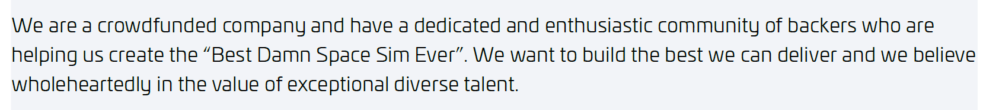 We are a crowdfunded company and have a dedicated and enthusiastic community of backers who are
helping us create the “Best Damn Space Sim Ever”. We want to build the best we can deliver and we believe
wholeheartedly in the value of exceptional diverse talent.